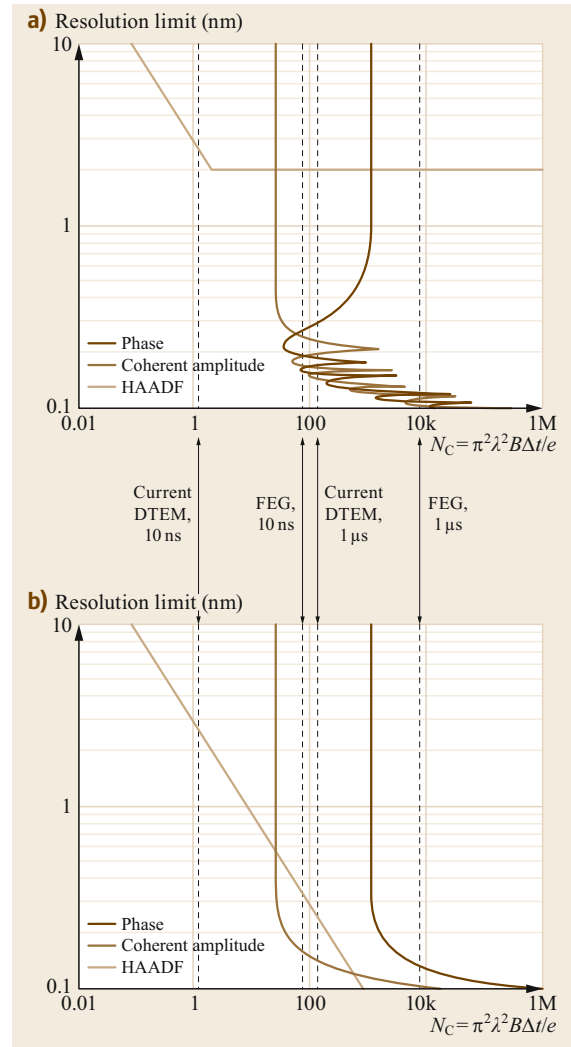 a) Resolution limit (nm)
10
1
0.1
Phase
Coherent amplitude
HAADF
0.01 1 100 10k 1M
N_C = π²λ²BΔt/e
Current DTEM, 10 ns
FEG, 10 ns
Current DTEM, 1 µs
FEG, 1 µs
b) Resolution limit (nm)
10
1
0.1
Phase
Coherent amplitude
HAADF
0.01 1 100 10k 1M
N_C = π²λ²BΔt/e